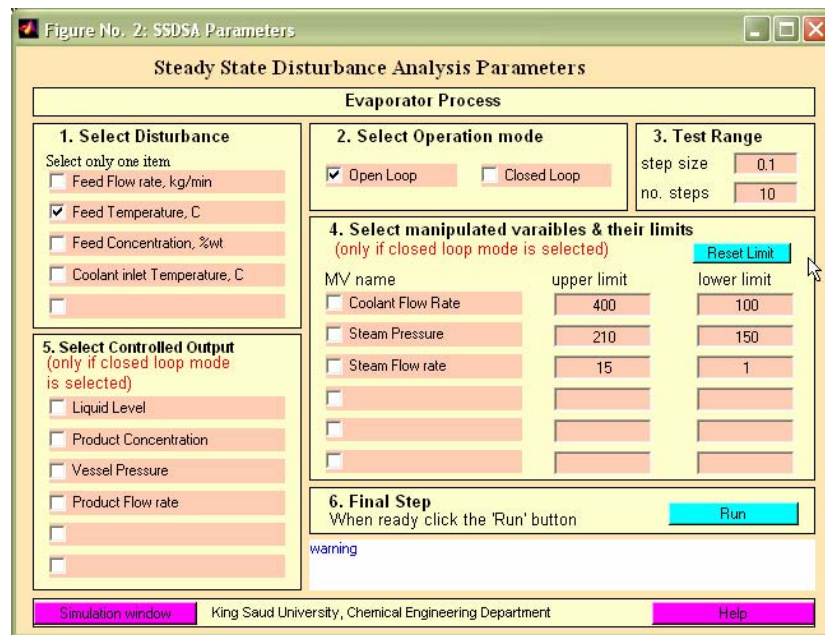 Figure No. 2: SSDSA Parameters
Steady State Disturbance Analysis Parameters
Evaporator Process
1. Select Disturbance
Select only one item
Feed Flow rate, kg/min
Feed Temperature, C
Feed Concentration, %wt
Coolant inlet Temperature, C
2. Select Operation mode
Open Loop
Closed Loop
3. Test Range
step size 0.1
no. steps 10
4. Select manipulated varaibles & their limits
(only if closed loop mode is selected)
Reset Limit
MV name upper limit lower limit
Coolant Flow Rate 400 100
Steam Pressure 210 150
Steam Flow rate 15 1
5. Select Controlled Output
(only if closed loop mode
is selected)
Liquid Level
Product Concentration
Vessel Pressure
Product Flow rate
6. Final Step
When ready click the 'Run' button
Run
warning
Simulation window
King Saud University, Chemical Engineering Department
Help